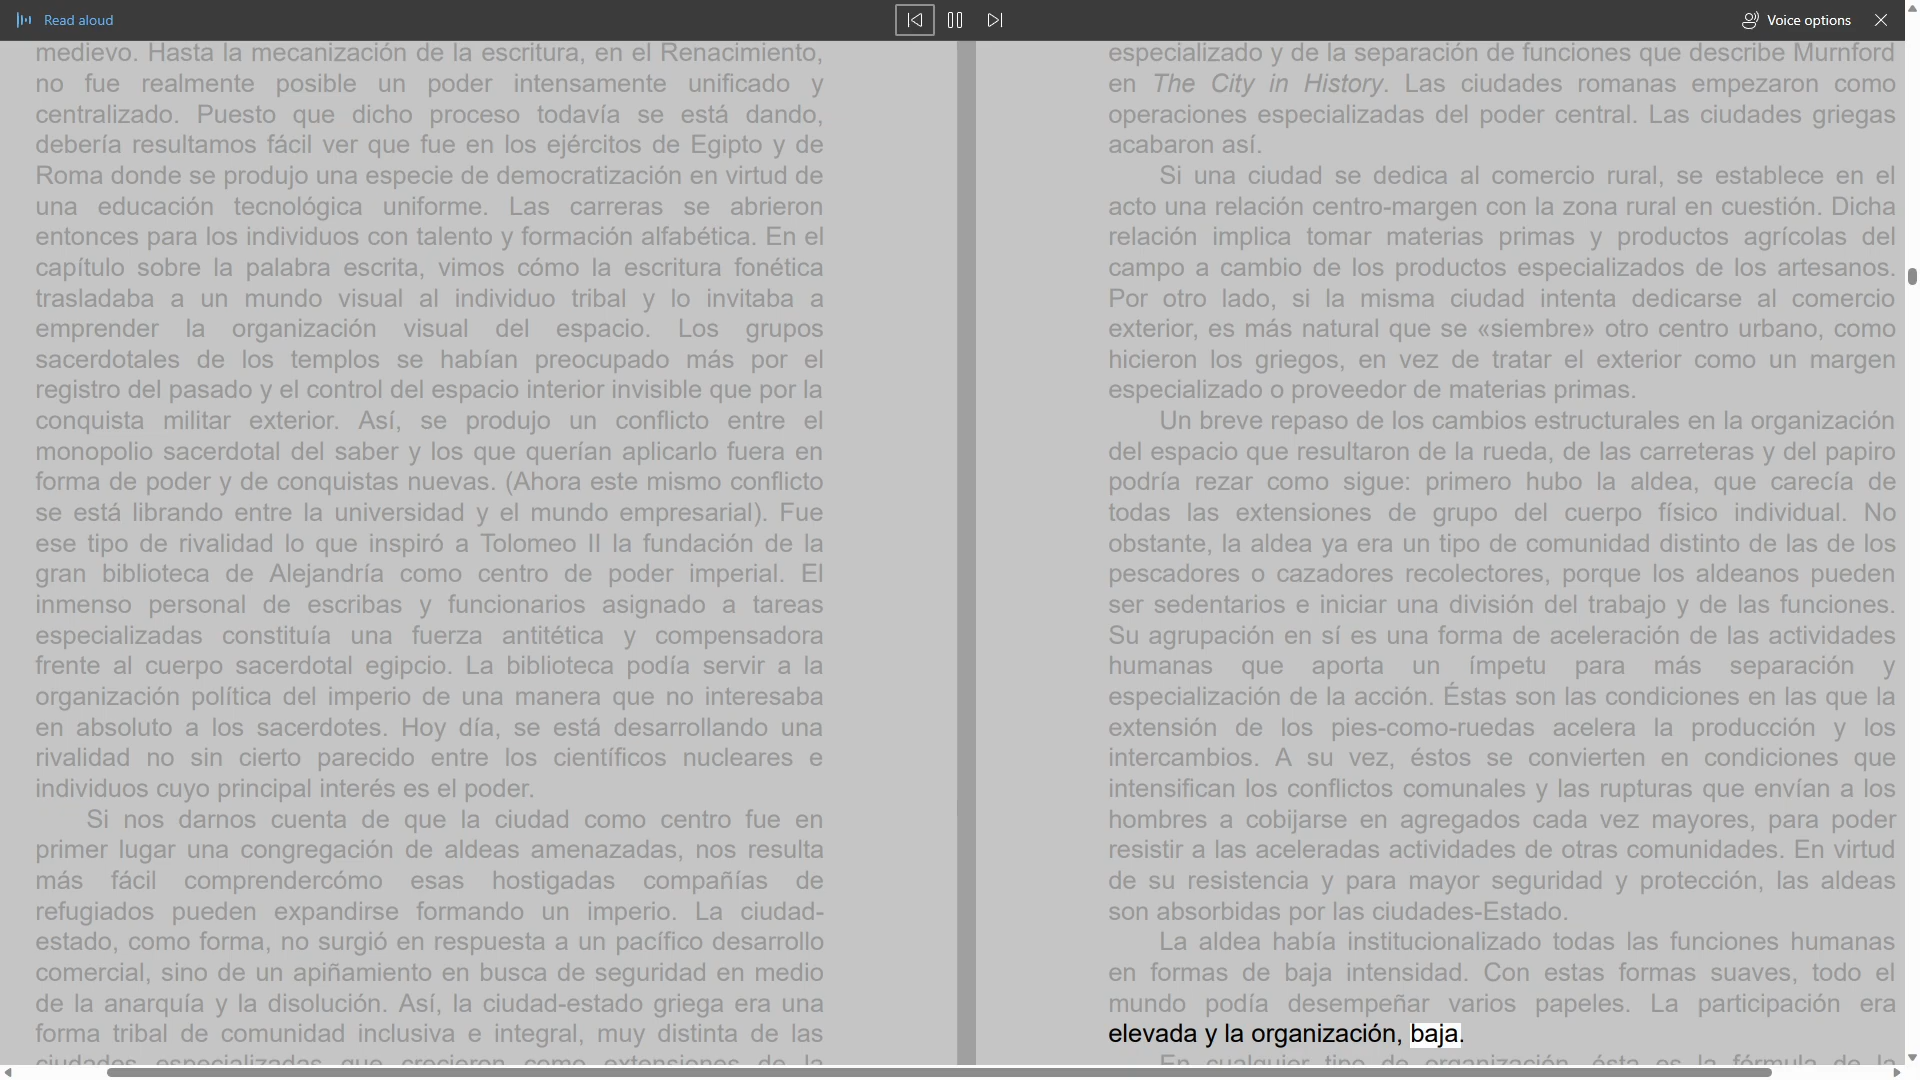 Read aloud
Voice options
medievo. Hasta la mecanización de la escritura, en el Renacimiento,
no fue realmente posible un poder intensamente unificado y
centralizado. Puesto que dicho proceso todavía se está dando,
debería resultamos fácil ver que fue en los ejércitos de Egipto y de
Roma donde se produjo una especie de democratización en virtud de
una educación tecnológica uniforme. Las carreras se abrieron
entonces para los individuos con talento y formación alfabética. En el
capítulo sobre la palabra escrita, vimos cómo la escritura fonética
trasladaba a un mundo visual al individuo tribal y lo invitaba a
emprender la organización visual del espacio. Los grupos
sacerdotales de los templos se habían preocupado más por el
registro del pasado y el control del espacio interior invisible que por la
conquista militar exterior. Así, se produjo un conflicto entre el
monopolio sacerdotal del saber y los que querían aplicarlo fuera en
forma de poder y de conquistas nuevas. (Ahora este mismo conflicto
se está librando entre la universidad y el mundo empresarial). Fue
ese tipo de rivalidad lo que inspiró a Tolomeo II la fundación de la
gran biblioteca de Alejandría como centro de poder imperial. El
inmenso personal de escribas y funcionarios asignado a tareas
especializadas constituía una fuerza antitética y compensadora
frente al cuerpo sacerdotal egipcio. La biblioteca podía servir a la
organización política del imperio de una manera que no interesaba
en absoluto a los sacerdotes. Hoy día, se está desarrollando una
rivalidad no sin cierto parecido entre los científicos nucleares e
individuos cuyo principal interés es el poder.
Si nos darnos cuenta de que la ciudad como centro fue en
primer lugar una congregación de aldeas amenazadas, nos resulta
más fácil comprendercómo esas hostigadas compañías de
refugiados pueden expandirse formando un imperio. La ciudad-
estado, como forma, no surgió en respuesta a un pacífico desarrollo
comercial, sino de un apiñamiento en busca de seguridad en medio
de la anarquía y la disolución. Así, la ciudad-estado griega era una
forma tribal de comunidad inclusiva e integral, muy distinta de las
ciudades especializadas que crecieron como extensiones de la
especializado y de la separación de funciones que describe Murnford
en The City in History. Las ciudades romanas empezaron como
operaciones especializadas del poder central. Las ciudades griegas
acabaron así.
Si una ciudad se dedica al comercio rural, se establece en el
acto una relación centro-margen con la zona rural en cuestión. Dicha
relación implica tomar materias primas y productos agrícolas del
campo a cambio de los productos especializados de los artesanos.
Por otro lado, si la misma ciudad intenta dedicarse al comercio
exterior, es más natural que se «siembre» otro centro urbano, como
hicieron los griegos, en vez de tratar el exterior como un margen
especializado o proveedor de materias primas.
Un breve repaso de los cambios estructurales en la organización
del espacio que resultaron de la rueda, de las carreteras y del papiro
podría rezar como sigue: primero hubo la aldea, que carecía de
todas las extensiones de grupo del cuerpo físico individual. No
obstante, la aldea ya era un tipo de comunidad distinto de las de los
pescadores o cazadores recolectores, porque los aldeanos pueden
ser sedentarios e iniciar una división del trabajo y de las funciones.
Su agrupación en sí es una forma de aceleración de las actividades
humanas que aporta un ímpetu para más separación y
especialización de la acción. Éstas son las condiciones en las que la
extensión de los pies-como-ruedas acelera la producción y los
intercambios. A su vez, éstos se convierten en condiciones que
intensifican los conflictos comunales y las rupturas que envían a los
hombres a cobijarse en agregados cada vez mayores, para poder
resistir a las aceleradas actividades de otras comunidades. En virtud
de su resistencia y para mayor seguridad y protección, las aldeas
son absorbidas por las ciudades-Estado.
La aldea había institucionalizado todas las funciones humanas
en formas de baja intensidad. Con estas formas suaves, todo el
mundo podía desempeñar varios papeles. La participación era
elevada y la organización, baja.
En cualquier tipo de organización, ésta es la fórmula de la